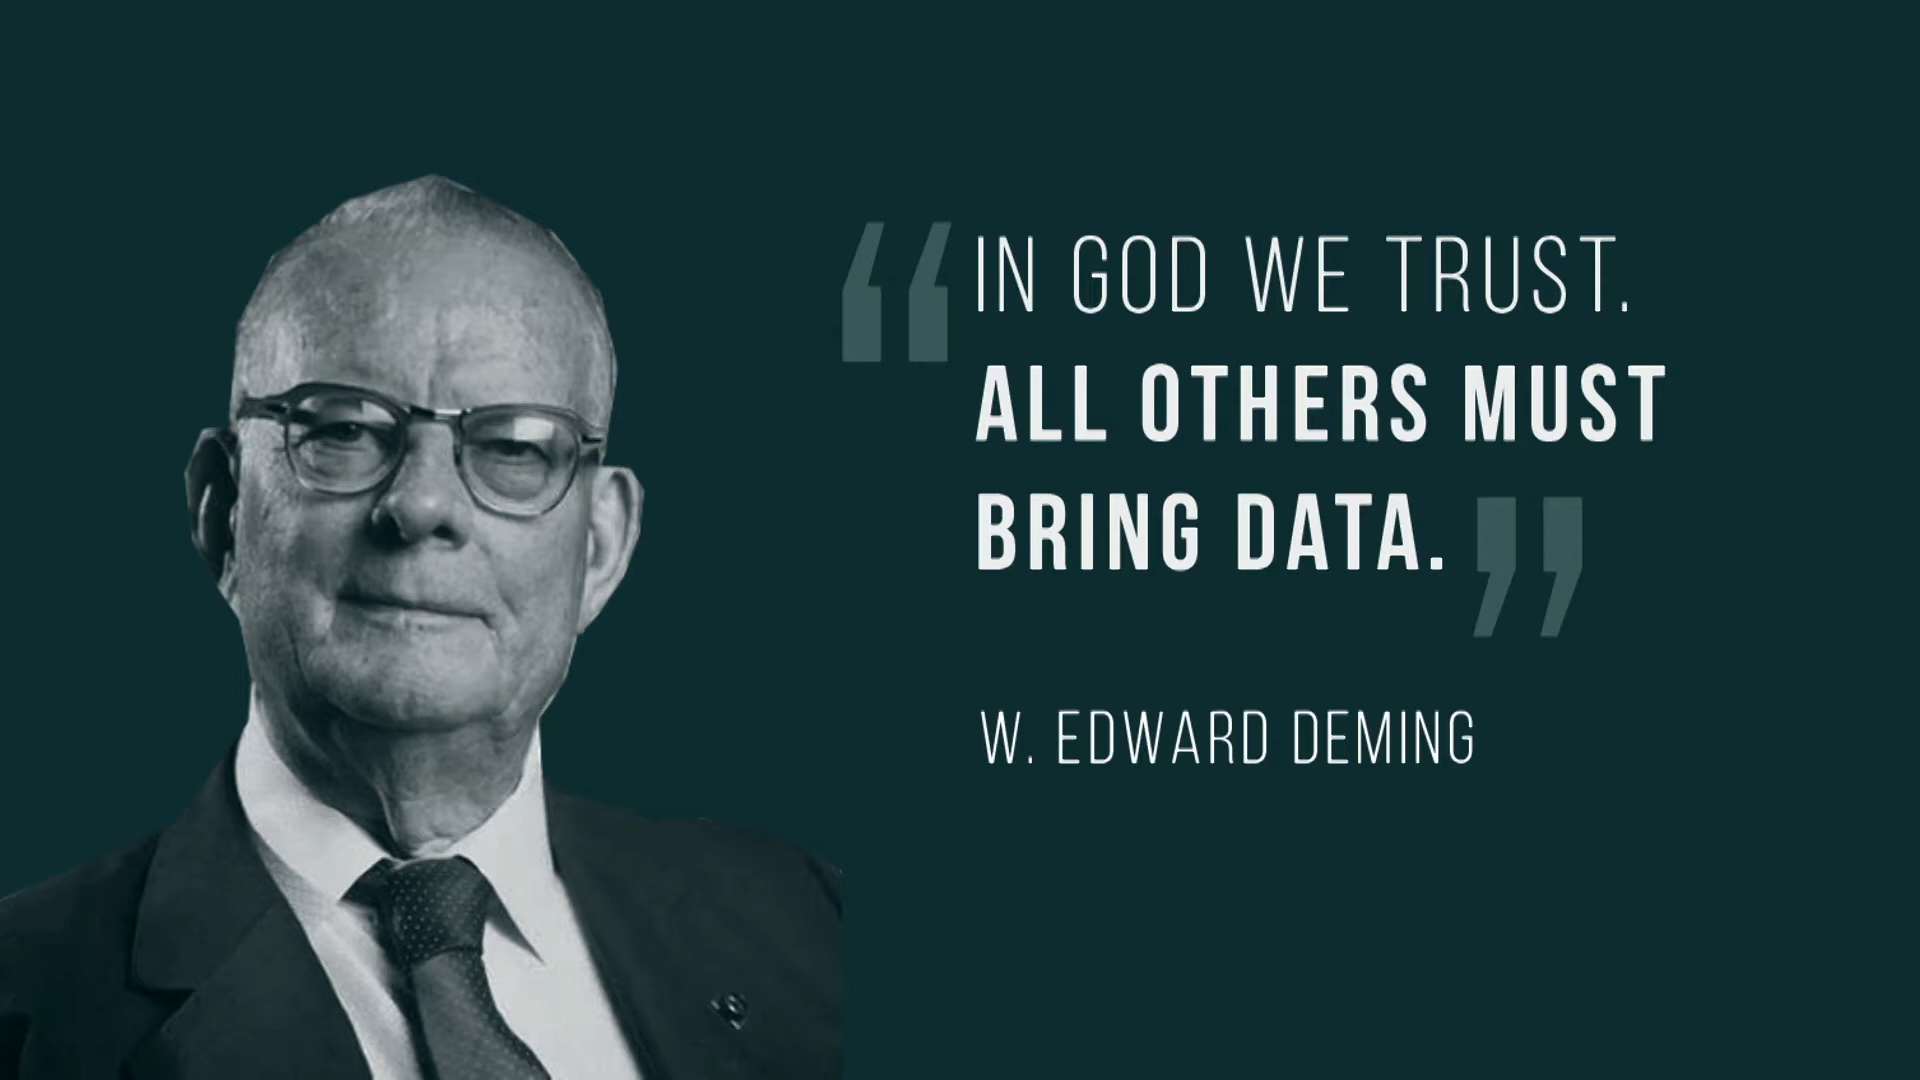 “IN GOD WE TRUST.
ALL OTHERS MUST
BRING DATA.”
W. EDWARD DEMING